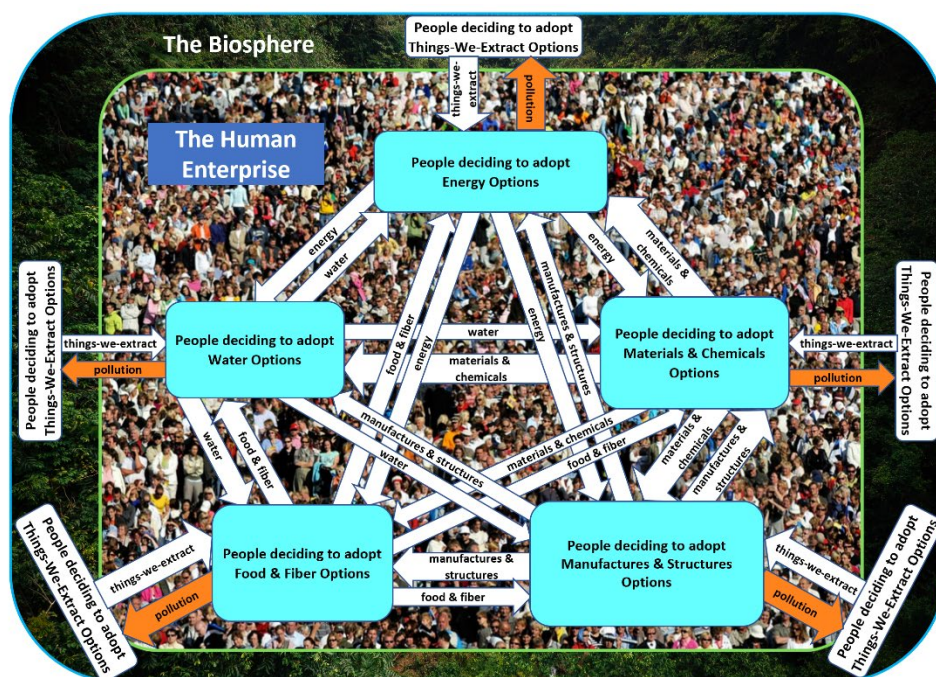 The Biosphere
People deciding to adopt
Things-We-Extract Options
things-we-extract
pollution
The Human
Enterprise
People deciding to adopt
Energy Options
energy
water
food & fiber
energy
energy
manufactures & structures
energy
materials &
chemicals
People deciding to adopt
Things-We-Extract Options
things-we-extract
pollution
People deciding to adopt
Water Options
water
materials &
chemicals
People deciding to adopt
Materials & Chemicals
Options
things-we-extract
pollution
People deciding to adopt
Things-We-Extract Options
water
food & fiber
manufactures & structures
water
materials & chemicals
food & fiber
materials &
chemicals
manufactures &
structures
People deciding to adopt
Things-We-Extract Options
things-we-extract
pollution
People deciding to adopt
Food & Fiber Options
manufactures &
structures
food & fiber
People deciding to adopt
Manufactures & Structures
Options
things-we-extract
pollution
People deciding to adopt
Things-We-Extract Options